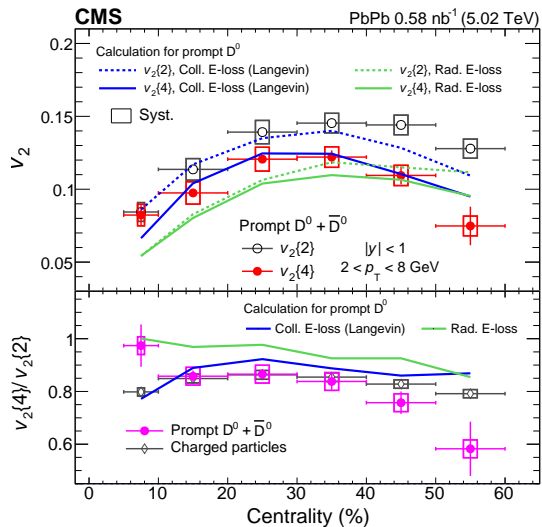 CMS PbPb 0.58 nb⁻¹ (5.02 TeV)
Calculation for prompt D⁰
v₂{2}, Coll. E-loss (Langevin) v₂{2}, Rad. E-loss
v₂{4}, Coll. E-loss (Langevin) v₂{4}, Rad. E-loss
Syst.
0.15
0.1
0.05
v₂
Prompt D⁰ + D̅⁰
v₂{2} |y| < 1
v₂{4} 2 < p_T < 8 GeV
Calculation for prompt D⁰
Coll. E-loss (Langevin) Rad. E-loss
1
0.8
0.6
v₂{4}/v₂{2}
Prompt D⁰ + D̅⁰
Charged particles
0 10 20 30 40 50 60
Centrality (%)